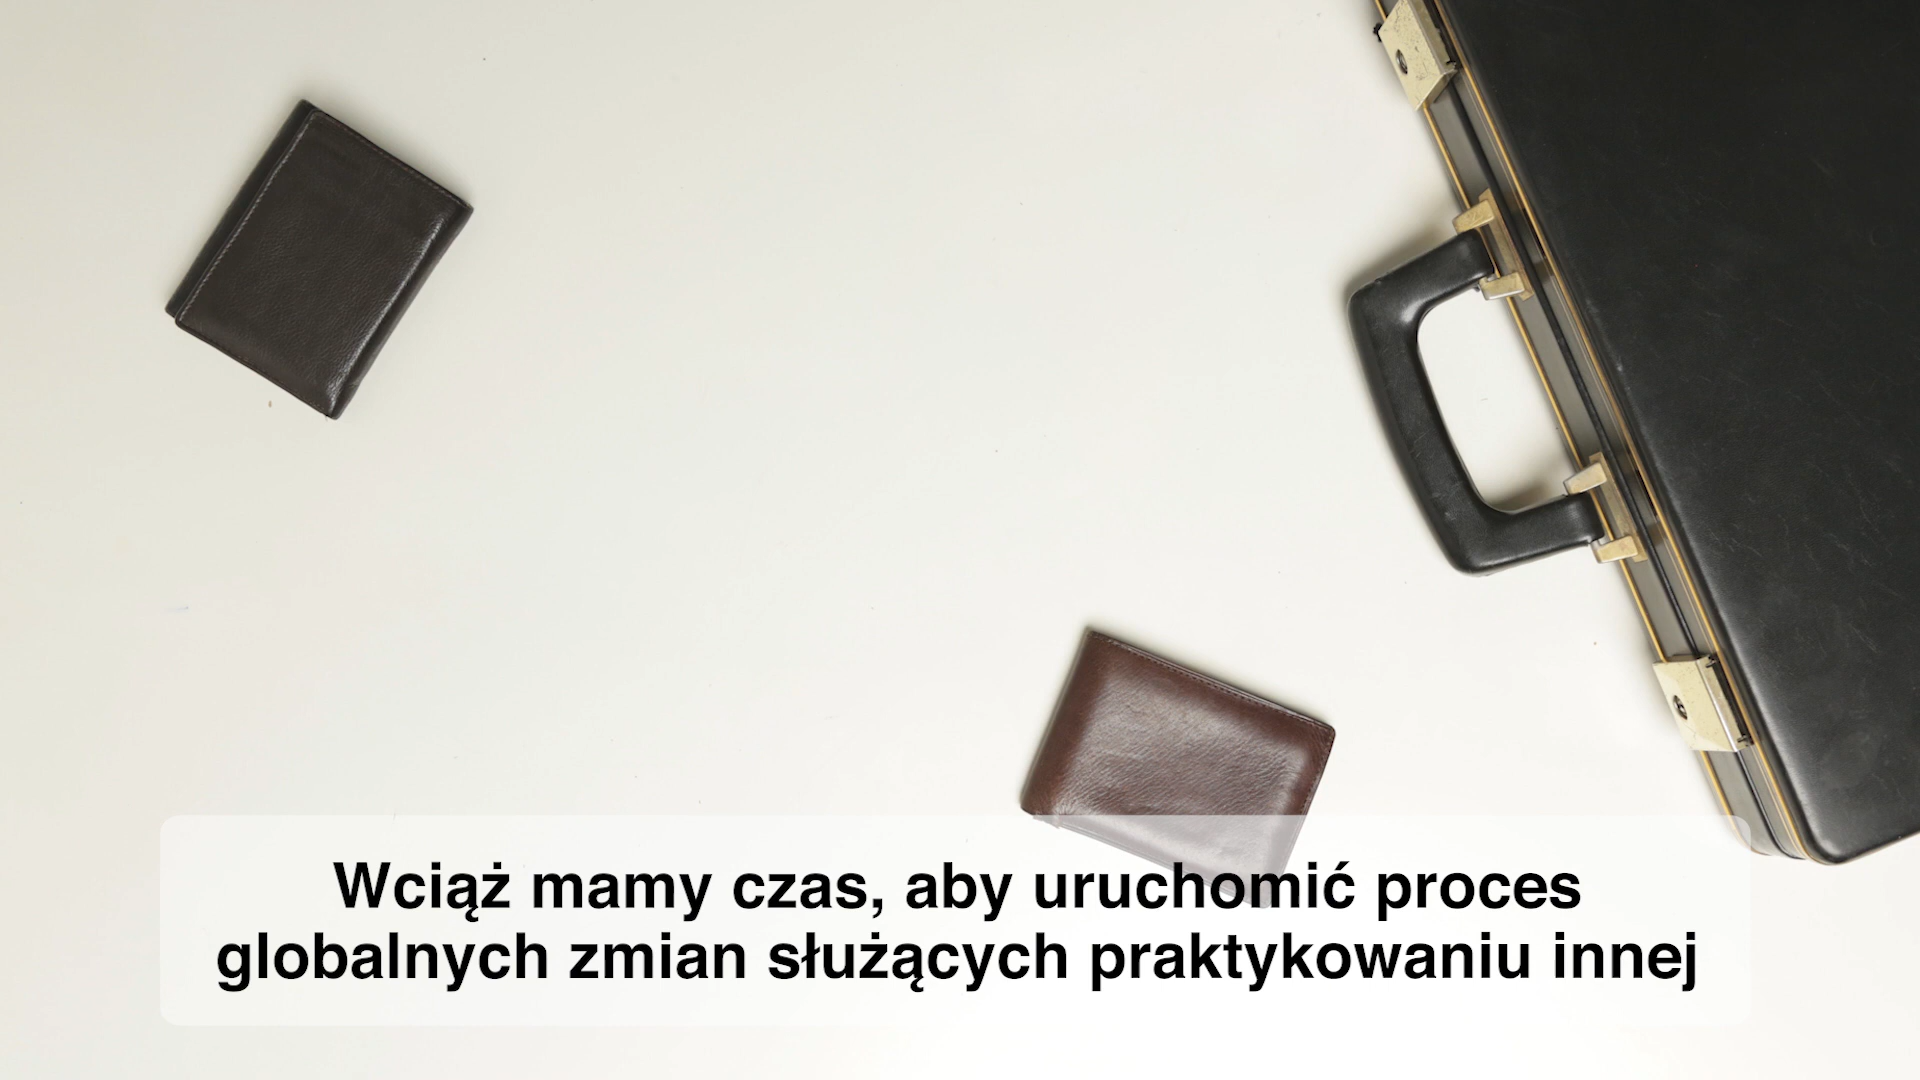 Wciąż mamy czas, aby uruchomić proces
globalnych zmian służących praktykowaniu innej